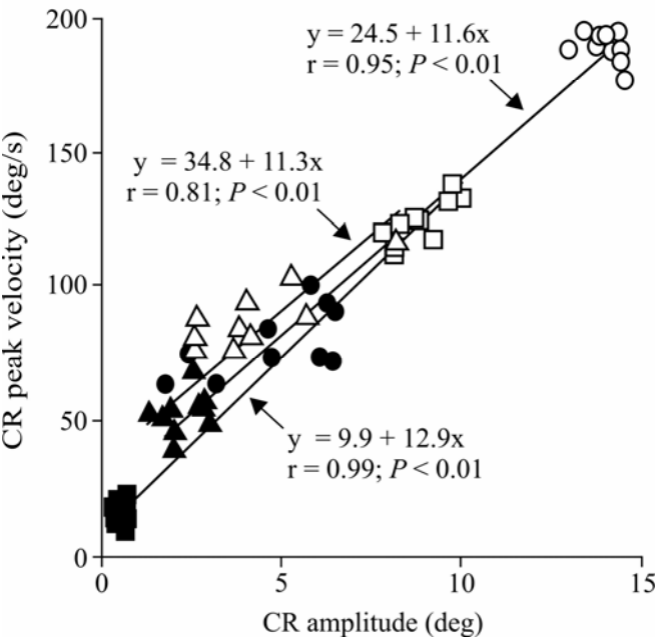 200
y = 24.5 + 11.6x
r = 0.95; P < 0.01
150
y = 34.8 + 11.3x
r = 0.81; P < 0.01
CR peak velocity (deg/s)
100
50
y = 9.9 + 12.9x
r = 0.99; P < 0.01
0
0 5 10 15
CR amplitude (deg)